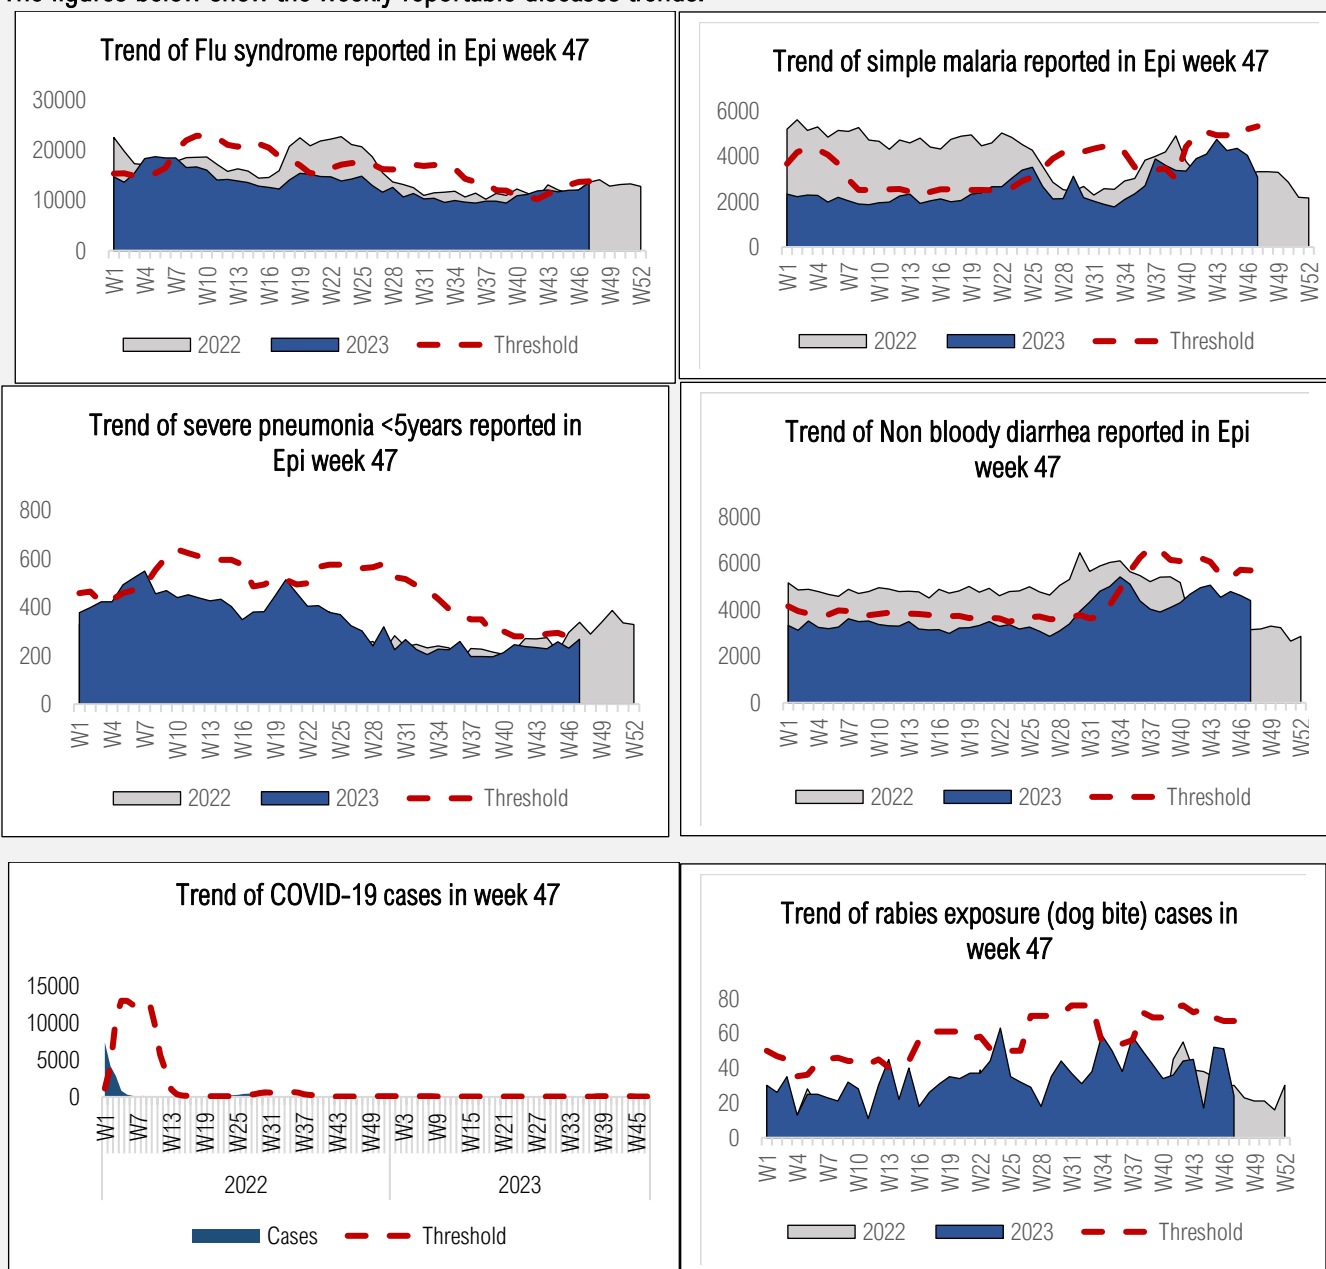 The figures below show the weekly reportable diseases trends.
Trend of Flu syndrome reported in Epi week 47
30000
20000
10000
0
W1 W4 W7 W10 W13 W16 W19 W22 W25 W28 W31 W34 W37 W40 W43 W46 W49 W52
2022 2023 Threshold
Trend of simple malaria reported in Epi week 47
6000
4000
2000
0
W1 W4 W7 W10 W13 W16 W19 W22 W25 W28 W31 W34 W37 W40 W43 W46 W49 W52
2022 2023 Threshold
Trend of severe pneumonia <5years reported in
Epi week 47
800
600
400
200
0
W1 W4 W7 W10 W13 W16 W19 W22 W25 W28 W31 W34 W37 W40 W43 W46 W49 W52
2022 2023 Threshold
Trend of Non bloody diarrhea reported in Epi
week 47
8000
6000
4000
2000
0
W1 W4 W7 W10 W13 W16 W19 W22 W25 W28 W31 W34 W37 W40 W43 W46 W49 W52
2022 2023 Threshold
Trend of COVID-19 cases in week 47
15000
10000
5000
0
W1 W7 W13 W19 W25 W31 W37 W43 W49 W3 W9 W15 W21 W27 W33 W39 W45
2022 2023
Cases Threshold
Trend of rabies exposure (dog bite) cases in
week 47
80
60
40
20
0
W1 W4 W7 W10 W13 W16 W19 W22 W25 W28 W31 W34 W37 W40 W43 W46 W49 W52
2022 2023 Threshold